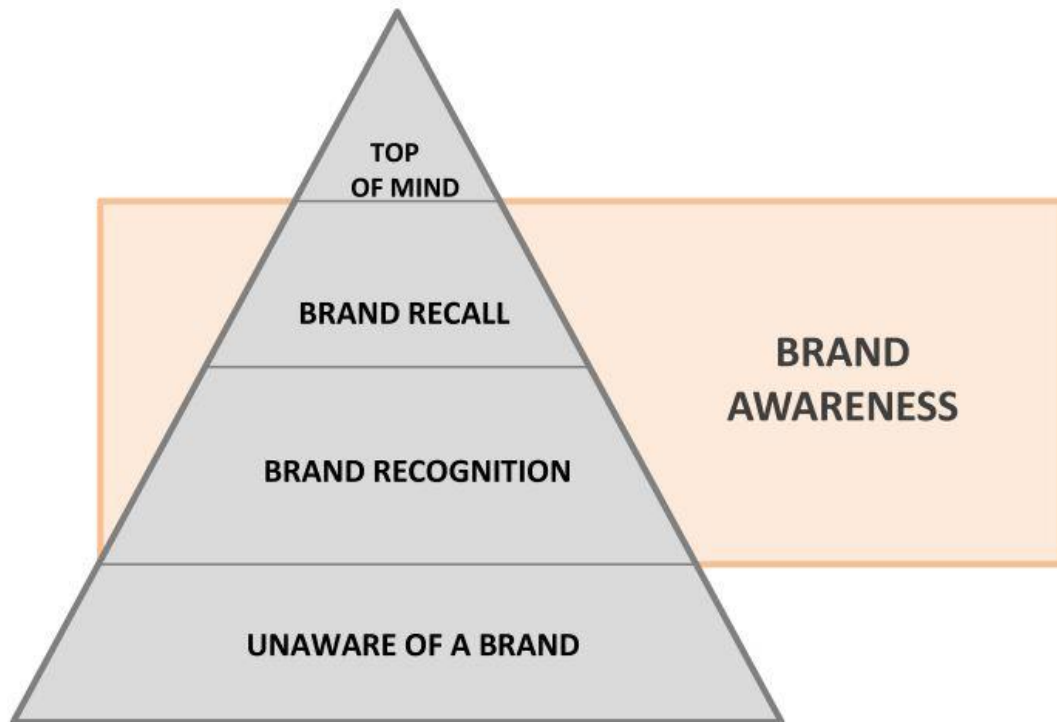 TOP
OF MIND
BRAND RECALL
BRAND
AWARENESS
BRAND RECOGNITION
UNAWARE OF A BRAND